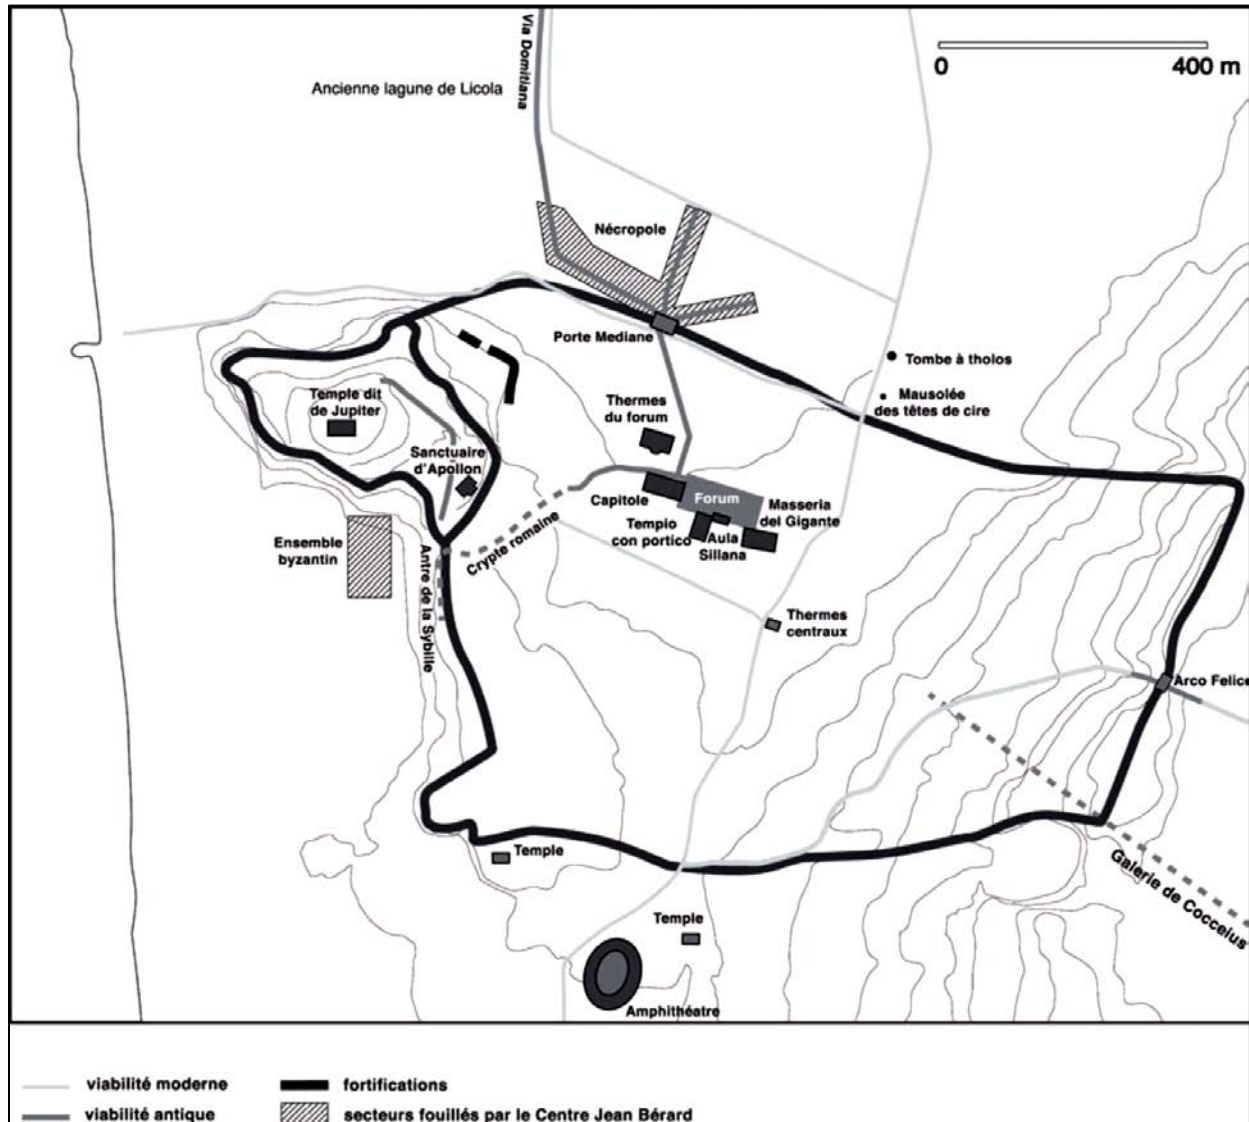 Via Domitiana
0 400 m
Ancienne lagune de Licola
Nécropole
Porte Mediane
Tombe à tholos
Mausolée
des têtes de cire
Temple dit
de Jupiter
Thermes
du forum
Sanctuaire
d'Apollon
Capitole
Forum
Masseria
del Gigante
Tempio
con portico
Aula
Sillana
Crypte romaine
Ensemble
byzantin
Antre de la Sybille
Thermes
centraux
Arco Felice
Temple
Galerie de Cocceius
Temple
Amphithéatre
viabilité moderne
fortifications
viabilité antique
secteurs fouillés par le Centre Jean Bérard